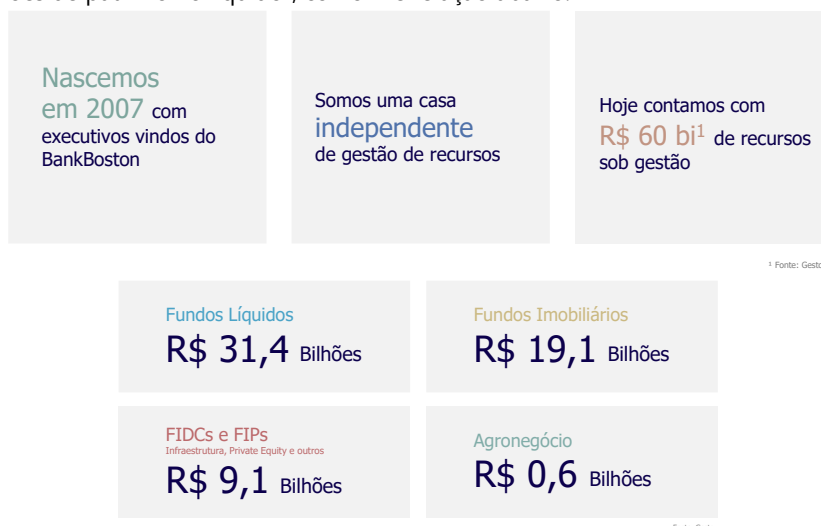 Nascemos
em 2007 com
executivos vindos do
BankBoston
Somos uma casa
independente
de gestão de recursos
Hoje contamos com
R$ 60 bi¹ de recursos
sob gestão
¹ Fonte:
Fundos Líquidos
R$ 31,4 Bilhões
Fundos Imobiliários
R$ 19,1 Bilhões
FIDCs e FIPs
Infraestrutura, Private Equity e outros
R$ 9,1 Bilhões
Agronegócio
R$ 0,6 Bilhões